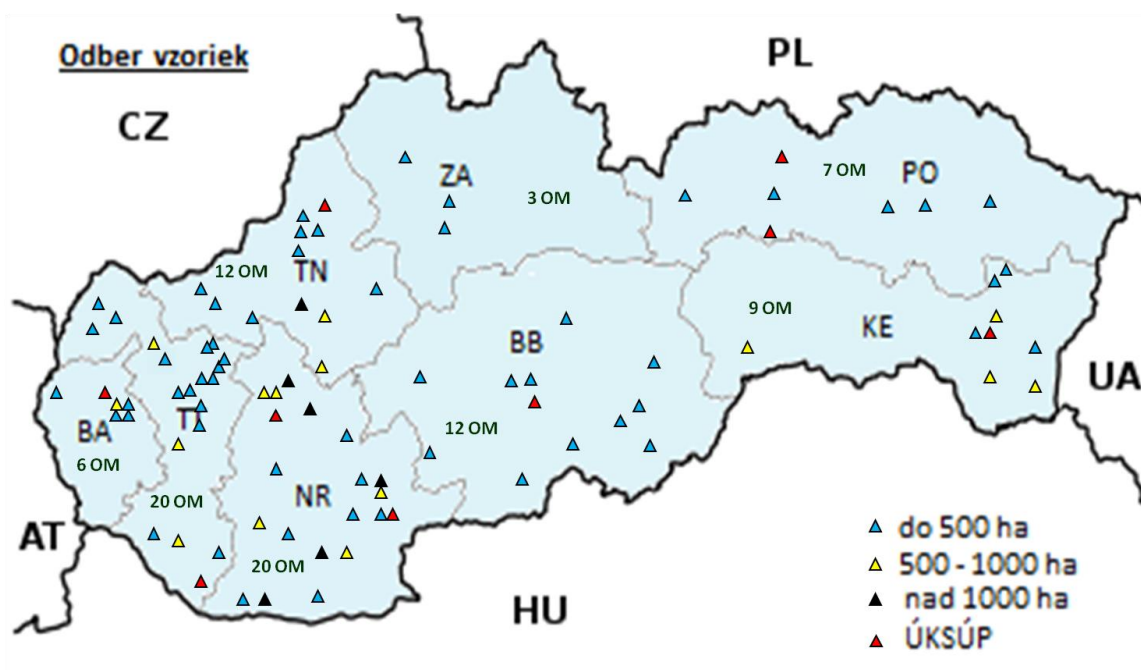 Odber vzoriek
PL
CZ
ZA
3 OM
7 OM
PO
12 OM
TN
9 OM
KE
BB
UA
TT
BA
12 OM
6 OM
20 OM
NR
AT
20 OM
HU
do 500 ha
500 - 1000 ha
nad 1000 ha
ÚKSÚP